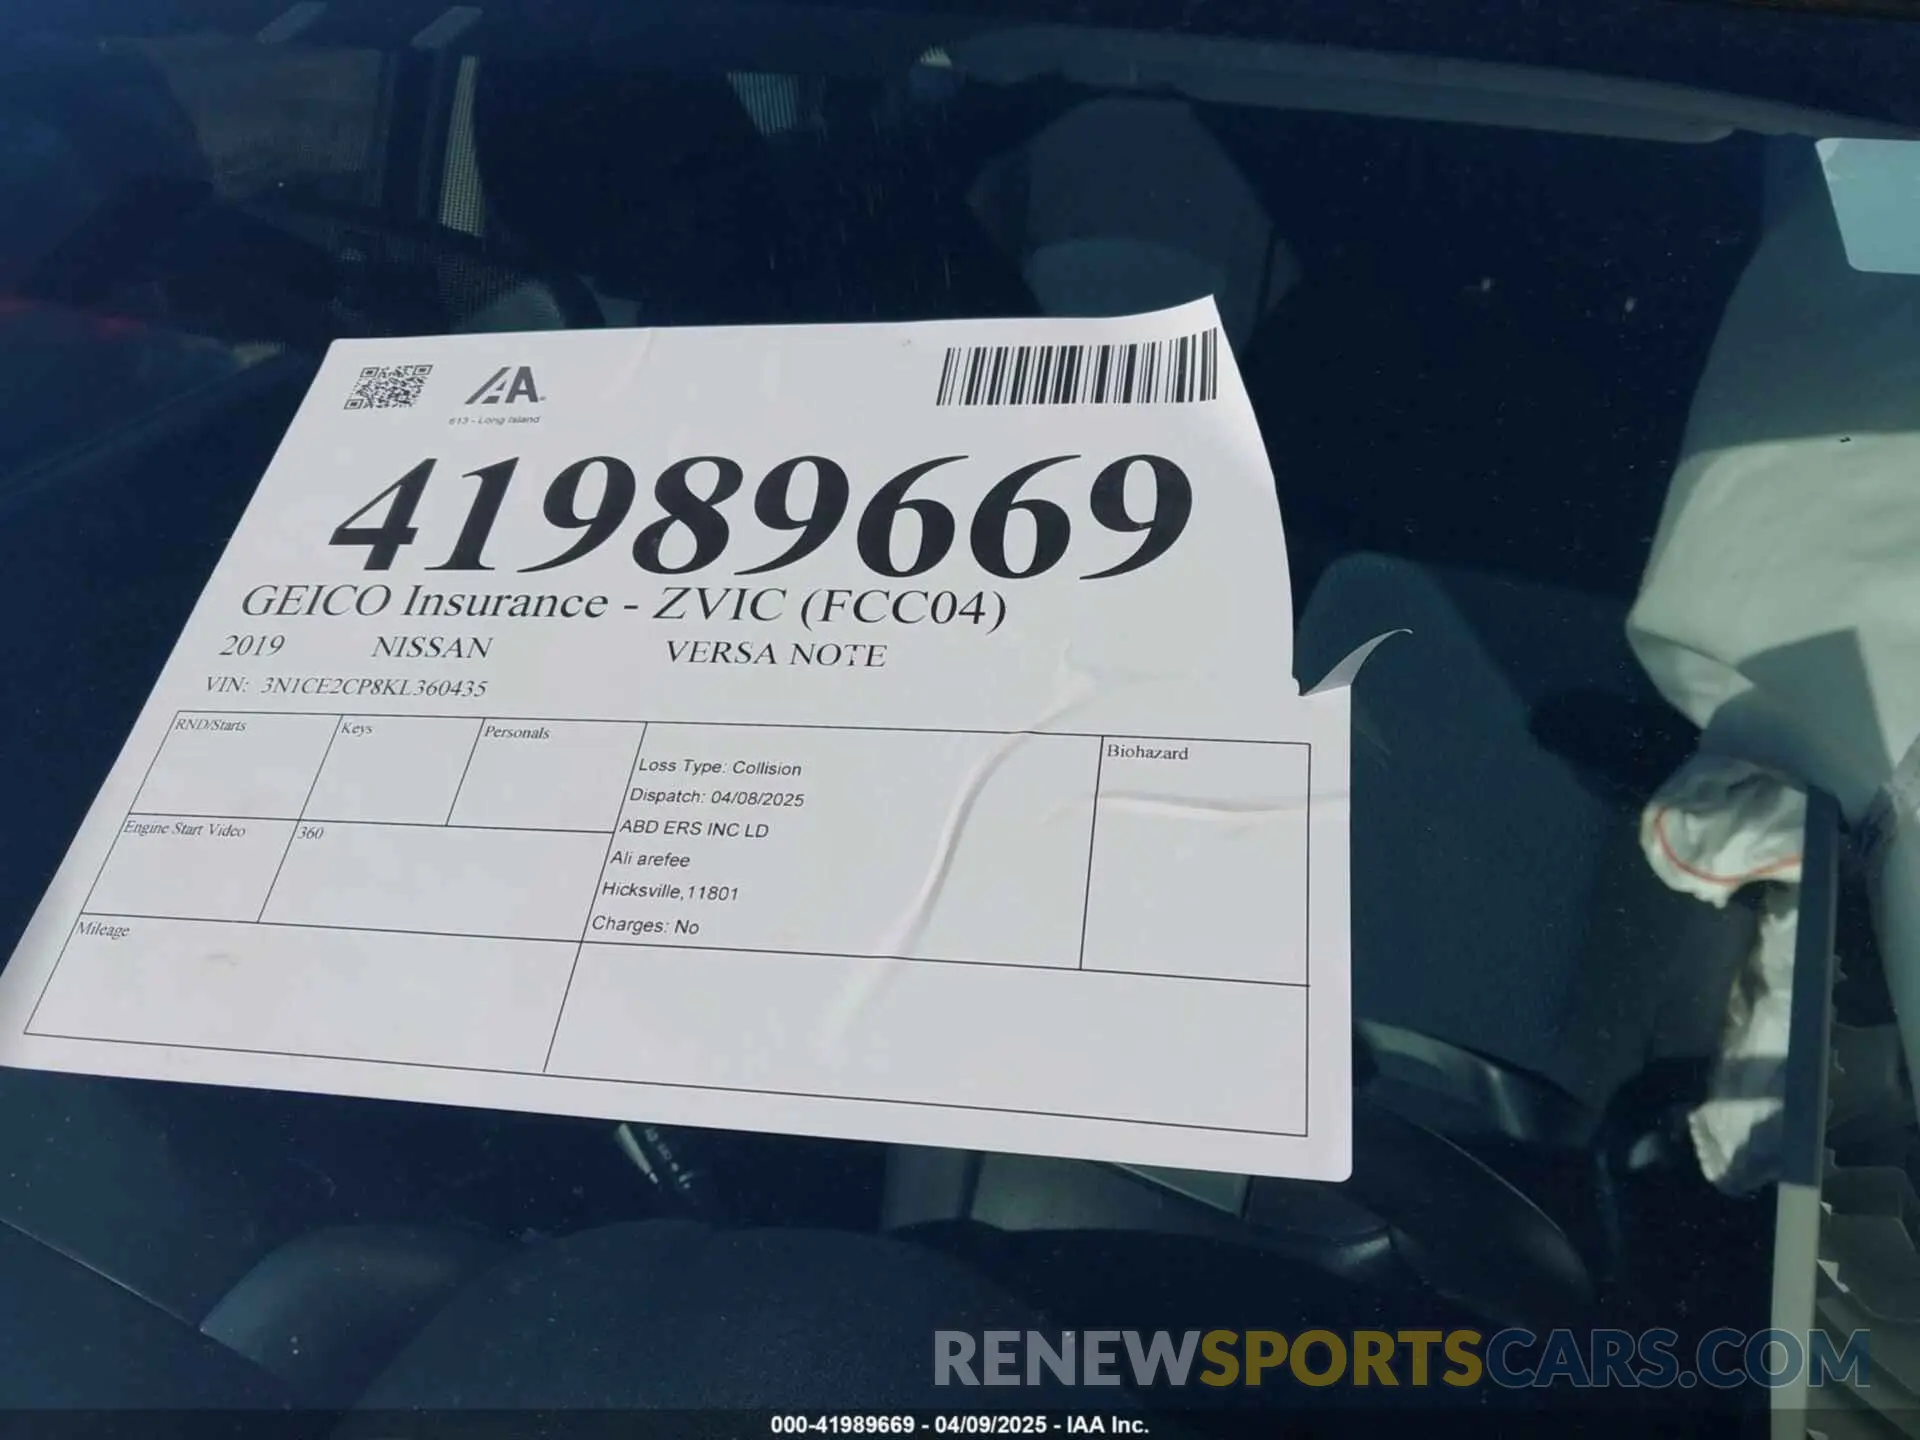 IAA
613 - Long Island
41989669
GEICO Insurance - ZVIC (FCC04)
2019 NISSAN VERSA NOTE
VIN: 3N1CE2CP8KL360435
RND/Starts Keys Personals
Loss Type: Collision
Dispatch: 04/08/2025
ABD ERS INC LD
Ali arefee
Hicksville,11801
Charges: No
Biohazard
Engine Start Video 360
Mileage
OFF
RENEWSPORTSCARS.COM
000-41989669 - 04/09/2025 - IAA Inc.